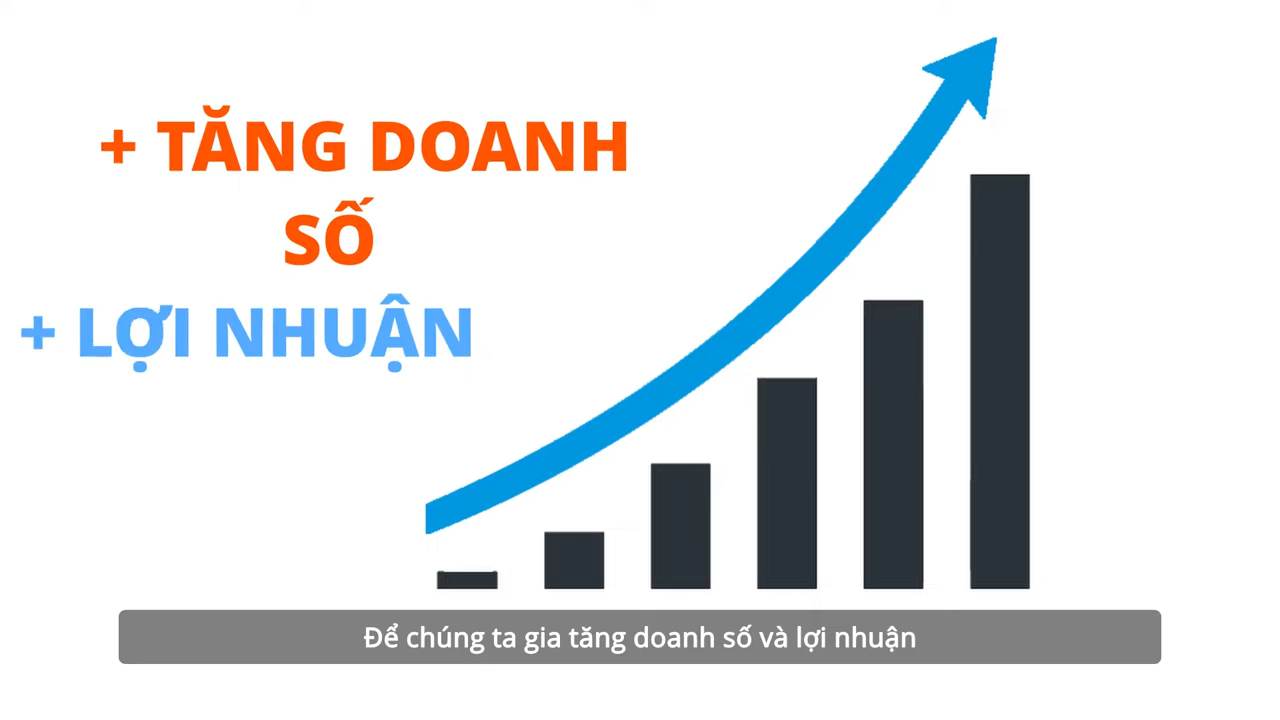 + TĂNG DOANH
SỐ
+ LỢI NHUẬN
Để chúng ta gia tăng doanh số và lợi nhuận